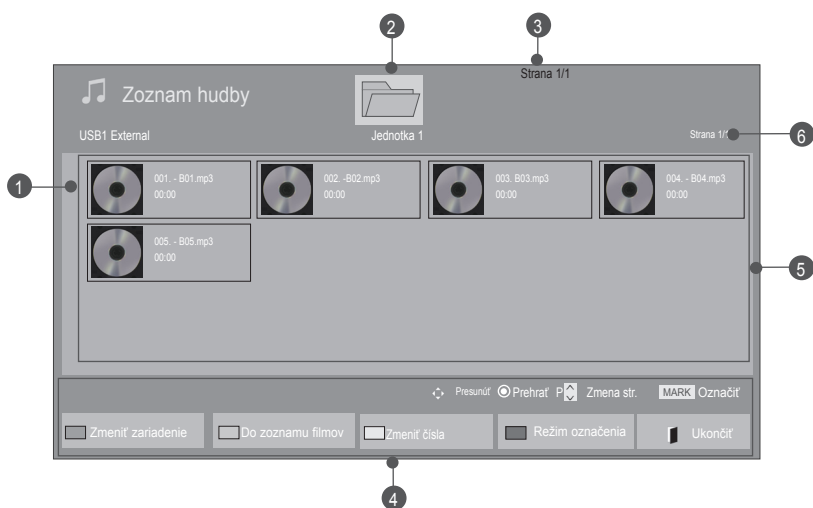 2
3
Strana 1/1
Zoznam hudby
USB1 External
Jednotka 1
Strana 1/
6
1
001. - B01.mp3
00:00
002. -B02.mp3
00:00
003. B03.mp3
00:00
004. - B04.mp3
00:00
005. - B05.mp3
00:00
5
Presunúť Prehrať P Zmena str. MARK Označiť
Zmeniť zariadenie Do zoznamu filmov Zmeniť čísla Režim označenia Ukončiť
4